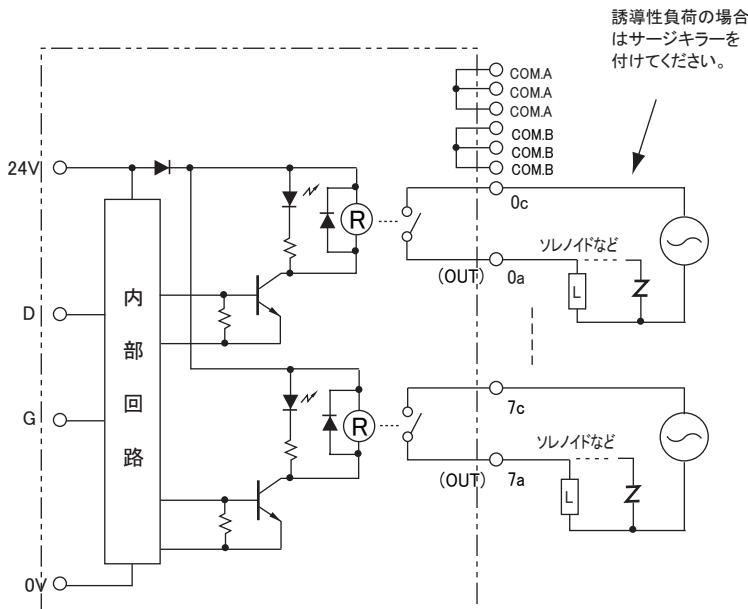 誘導性負荷の場合
はサージキラーを
付けてください。
COM.A
COM.A
COM.A
COM.B
COM.B
COM.B
24V
R
0c
内部回路
ソレノイドなど
(OUT) 0a
L
Z
D
G
R
7c
ソレノイドなど
(OUT) 7a
L
Z
0V